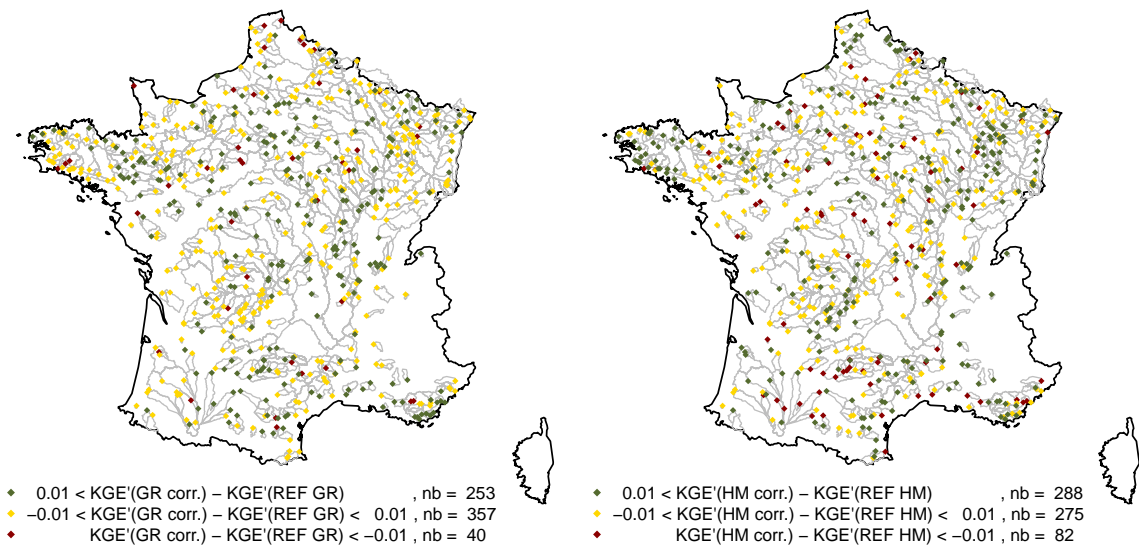 0.01 < KGE'(GR corr.) − KGE'(REF GR) , nb = 253
−0.01 < KGE'(GR corr.) − KGE'(REF GR) < 0.01 , nb = 357
KGE'(GR corr.) − KGE'(REF GR) < −0.01 , nb = 40
0.01 < KGE'(HM corr.) − KGE'(REF HM) , nb = 288
−0.01 < KGE'(HM corr.) − KGE'(REF HM) < 0.01 , nb = 275
KGE'(HM corr.) − KGE'(REF HM) < −0.01 , nb = 82